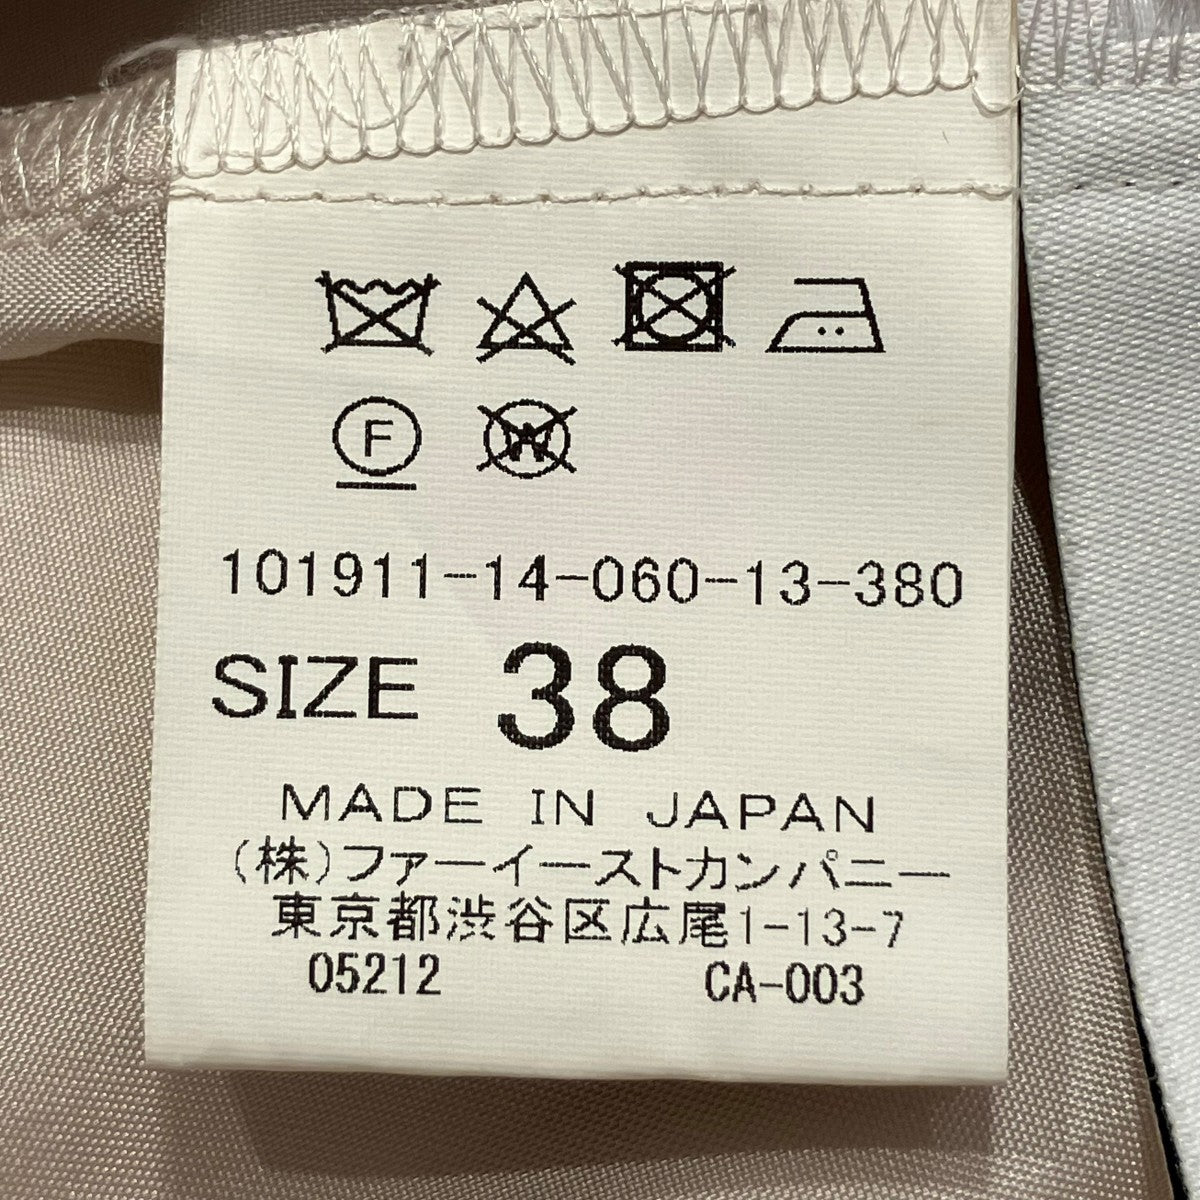 F W
101911-14-060-13-380
SIZE 38
MADE IN JAPAN
(株)ファーイーストカンパニー
東京都渋谷区広尾1-13-7
05212 CA-003